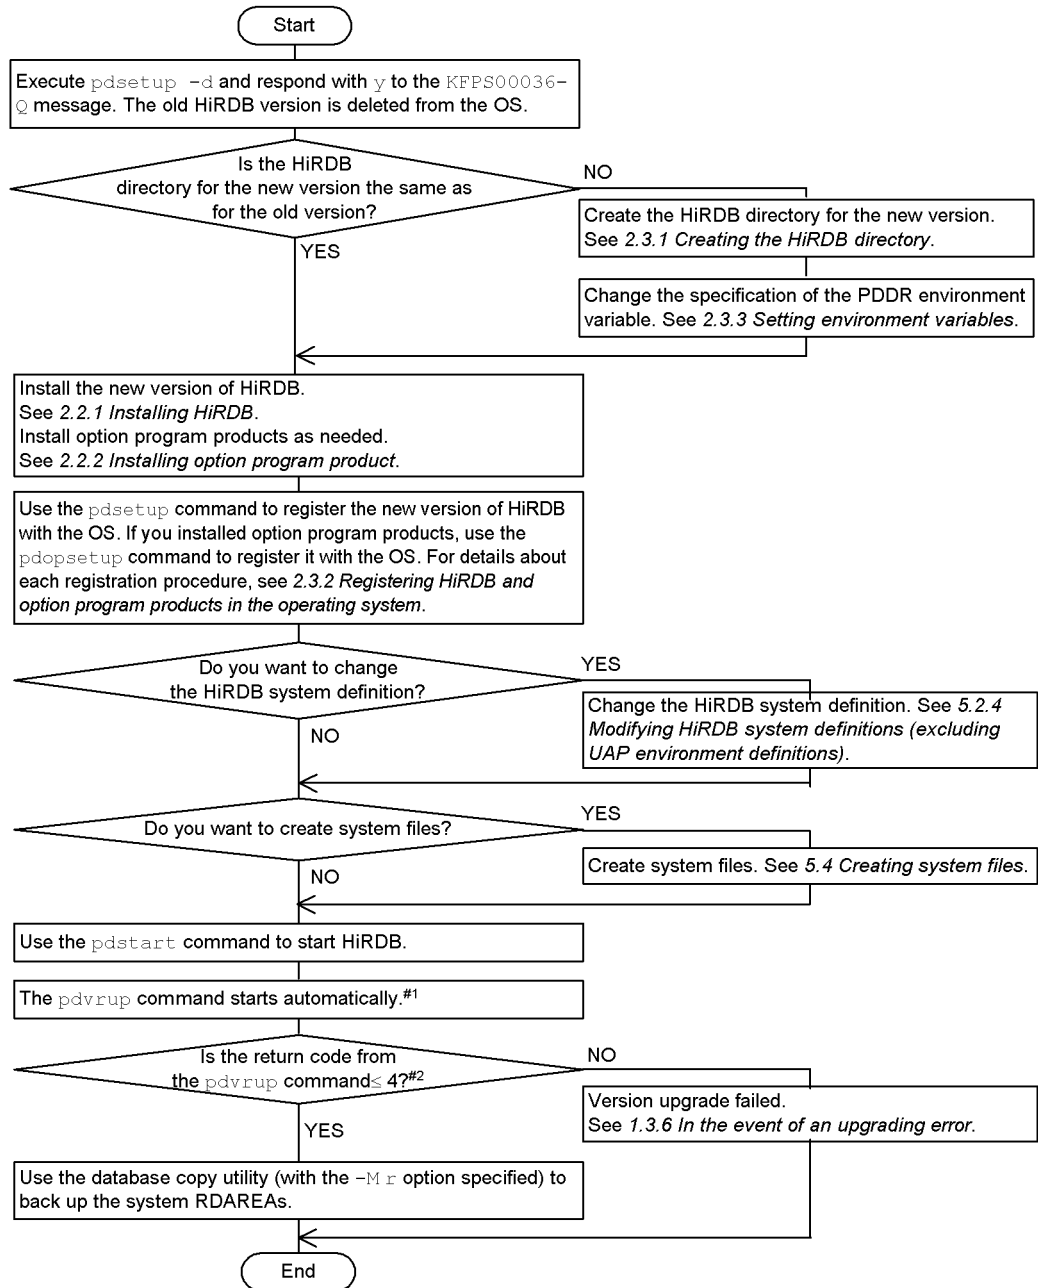 Start
Execute pdsetup -d and respond with y to the KFPS00036-
Q message. The old HiRDB version is deleted from the OS.
Is the HiRDB
directory for the new version the same as
for the old version?
NO
YES
Create the HiRDB directory for the new version.
See 2.3.1 Creating the HiRDB directory.
Change the specification of the PDDR environment
variable. See 2.3.3 Setting environment variables.
Install the new version of HiRDB.
See 2.2.1 Installing HiRDB.
Install option program products as needed.
See 2.2.2 Installing option program product.
Use the pdsetup command to register the new version of HiRDB
with the OS. If you installed option program products, use the
pdopsetup command to register it with the OS. For details about
each registration procedure, see 2.3.2 Registering HiRDB and
option program products in the operating system.
Do you want to change
the HiRDB system definition?
YES
NO
Change the HiRDB system definition. See 5.2.4
Modifying HiRDB system definitions (excluding
UAP environment definitions).
Do you want to create system files?
YES
NO
Create system files. See 5.4 Creating system files.
Use the pdstart command to start HiRDB.
The pdvrup command starts automatically.#1
Is the return code from
the pdvrup command≤ 4?#2
NO
YES
Version upgrade failed.
See 1.3.6 In the event of an upgrading error.
Use the database copy utility (with the -M r option specified) to
back up the system RDAREAs.
End